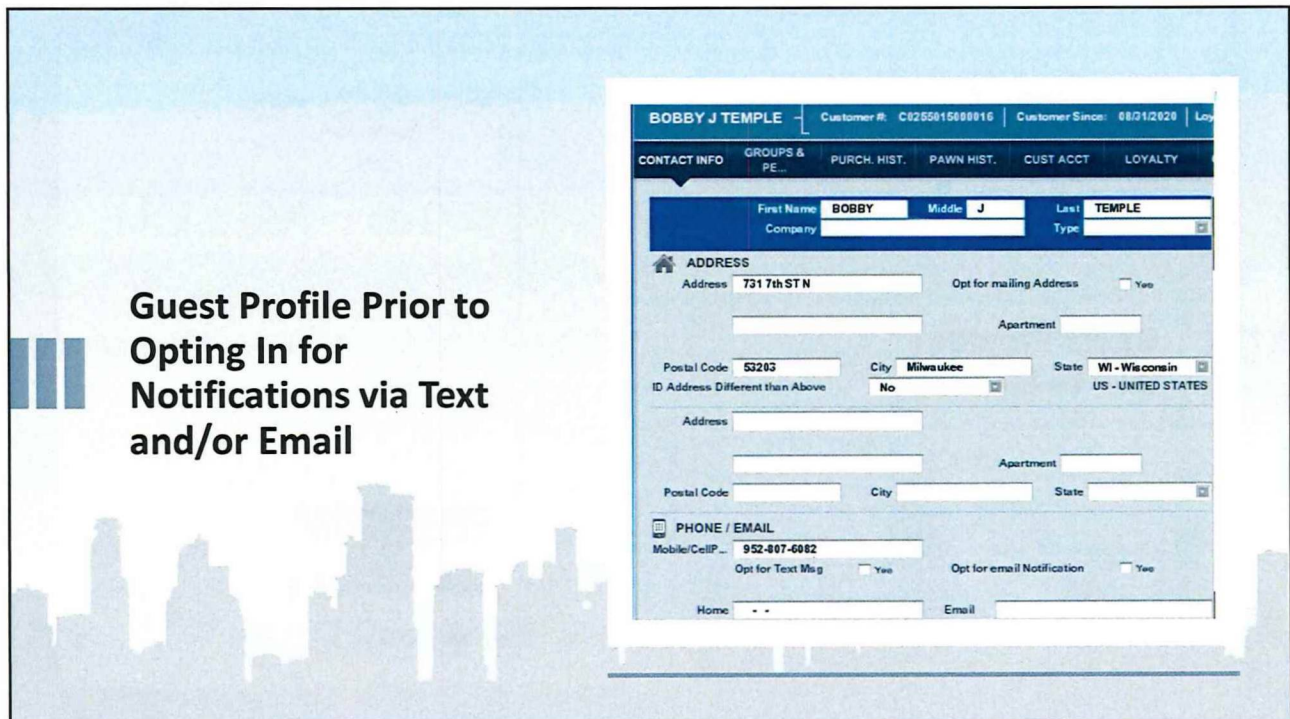 Guest Profile Prior to
Opting In for
Notifications via Text
and/or Email
BOBBY J TEMPLE Customer #: C0255015000016 Customer Since: 08/31/2020 Loy
CONTACT INFO GROUPS & PE... PURCH. HIST. PAWN HIST. CUST ACCT LOYALTY
First Name BOBBY Middle J Last TEMPLE
Company Type
ADDRESS
Address 731 7th ST N Opt for mailing Address Yes
Apartment
Postal Code 53203 City Milwaukee State WI - Wisconsin
ID Address Different than Above No US - UNITED STATES
Address
Apartment
Postal Code City State
PHONE / EMAIL
Mobile/CellP... 952-807-6082
Opt for Text Msg Yes Opt for email Notification Yes
Home - - Email